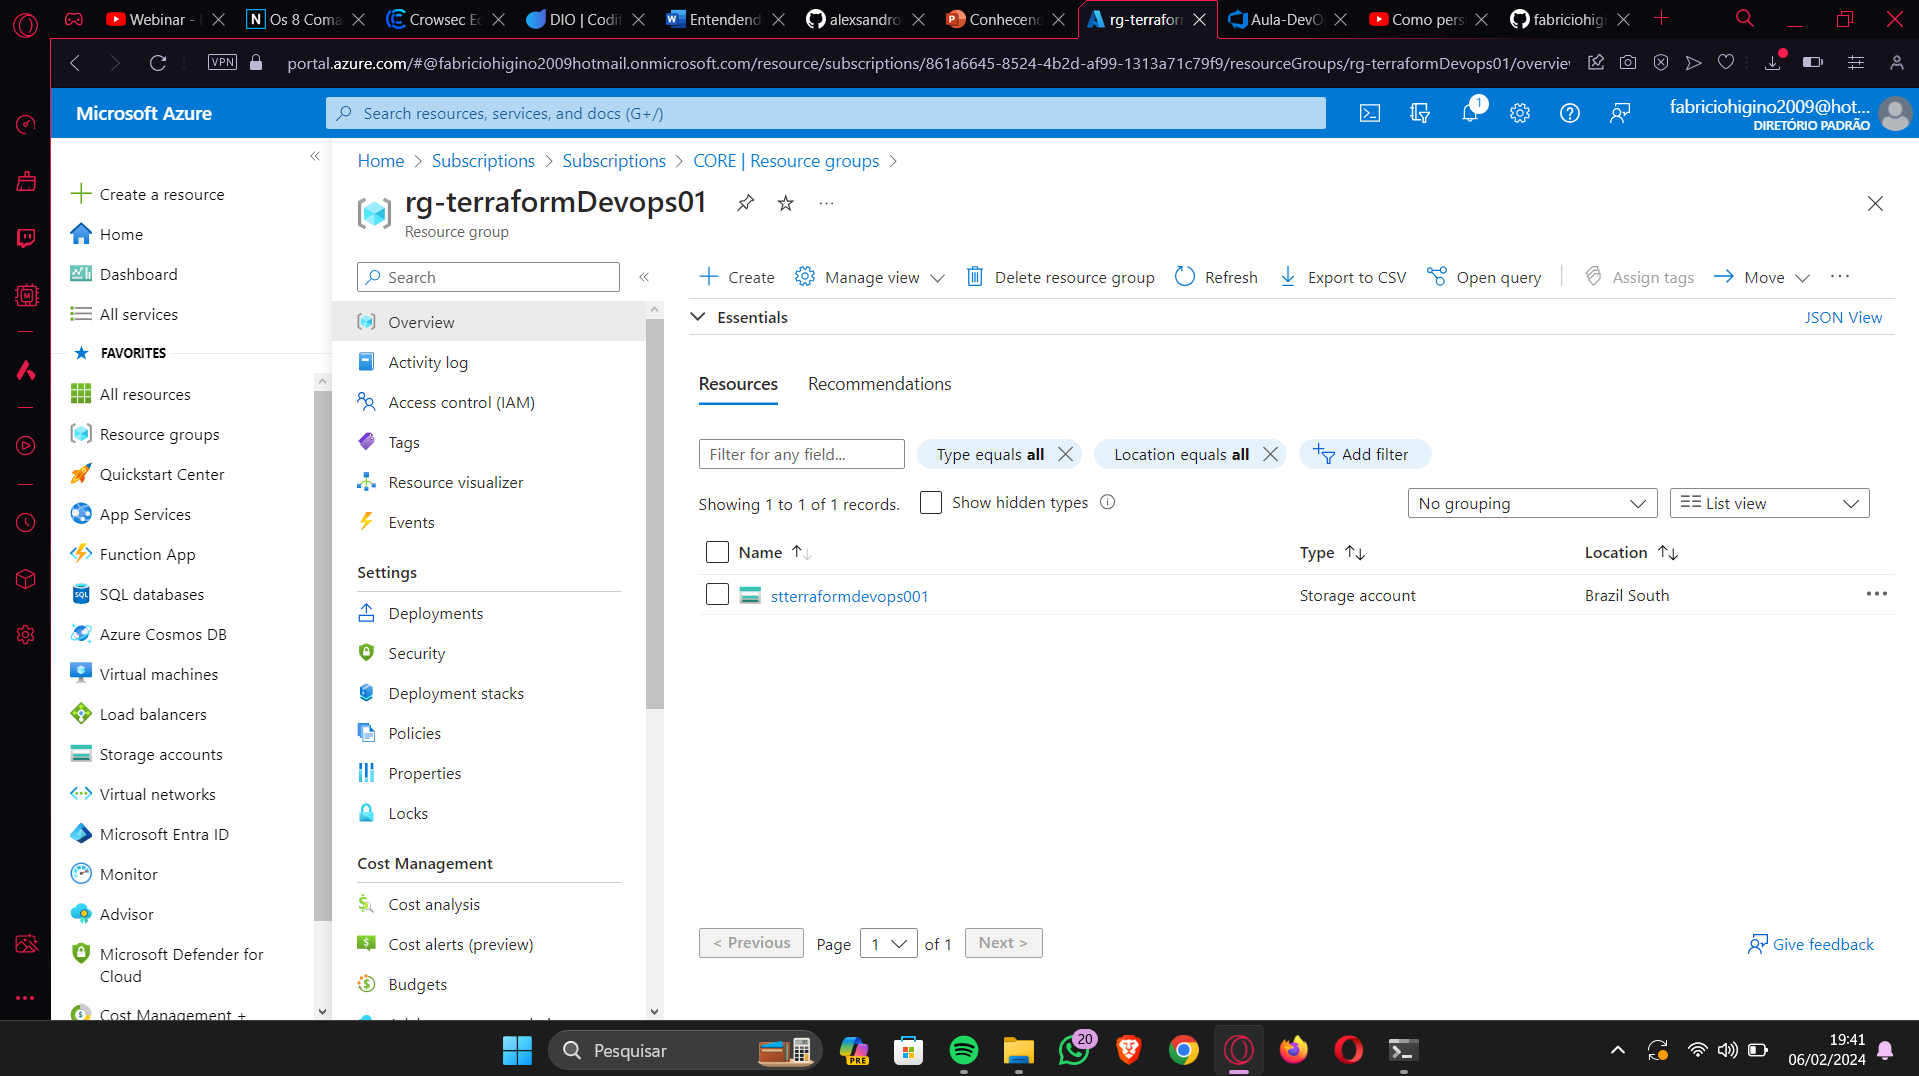 Webinar -
Os 8 Coma
Crowsec Ec
DIO | Codif
Entendend
alexsandrol
Conhecenc
rg-terraform
Aula-DevO
Como pers
fabriciohigi
VPN
portal.azure.com/#@fabriciohigino2009hotmail.onmicrosoft.com/resource/subscriptions/861a6645-8524-4b2d-af99-1313a71c79f9/resourceGroups/rg-terraformDevops01/overview
Microsoft Azure
Search resources, services, and docs (G+/)
1
fabriciohigino2009@hot...
DIRETÓRIO PADRÃO
Create a resource
Home
Dashboard
All services
FAVORITES
All resources
Resource groups
Quickstart Center
App Services
Function App
SQL databases
Azure Cosmos DB
Virtual machines
Load balancers
Storage accounts
Virtual networks
Microsoft Entra ID
Monitor
Advisor
Microsoft Defender for
Cloud
Cost Management +
Home > Subscriptions > Subscriptions > CORE | Resource groups >
rg-terraformDevops01
Resource group
Search
Overview
Activity log
Access control (IAM)
Tags
Resource visualizer
Events
Settings
Deployments
Security
Deployment stacks
Policies
Properties
Locks
Cost Management
Cost analysis
Cost alerts (preview)
Budgets
Create
Manage view
Delete resource group
Refresh
Export to CSV
Open query
Assign tags
Move
Essentials
JSON View
Resources
Recommendations
Filter for any field...
Type equals all
Location equals all
Add filter
Showing 1 to 1 of 1 records.
Show hidden types
No grouping
List view
Name
Type
Location
stterraformdevops001
Storage account
Brazil South
< Previous
Page
1
of 1
Next >
Give feedback
Pesquisar
PRE
20
19:41
06/02/2024